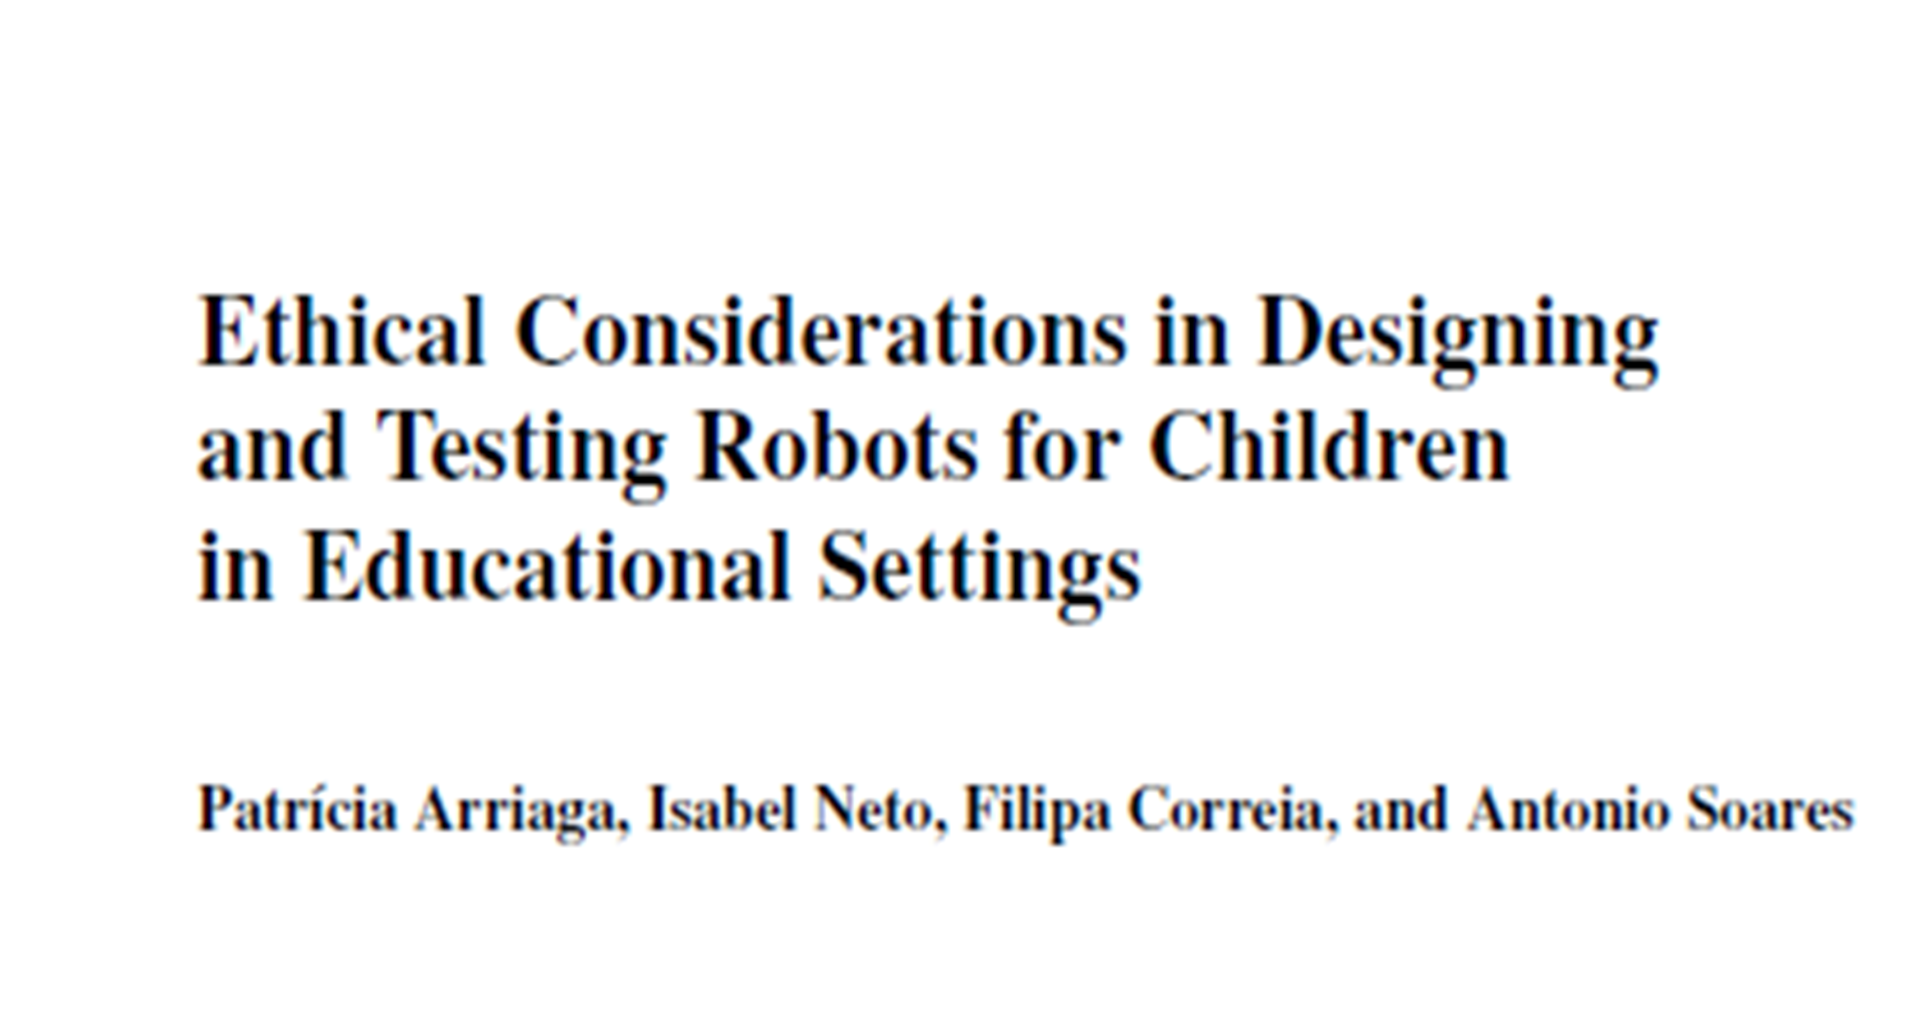 Ethical Considerations in Designing
and Testing Robots for Children
in Educational Settings
Patrícia Arriaga, Isabel Neto, Filipa Correia, and Antonio Soares